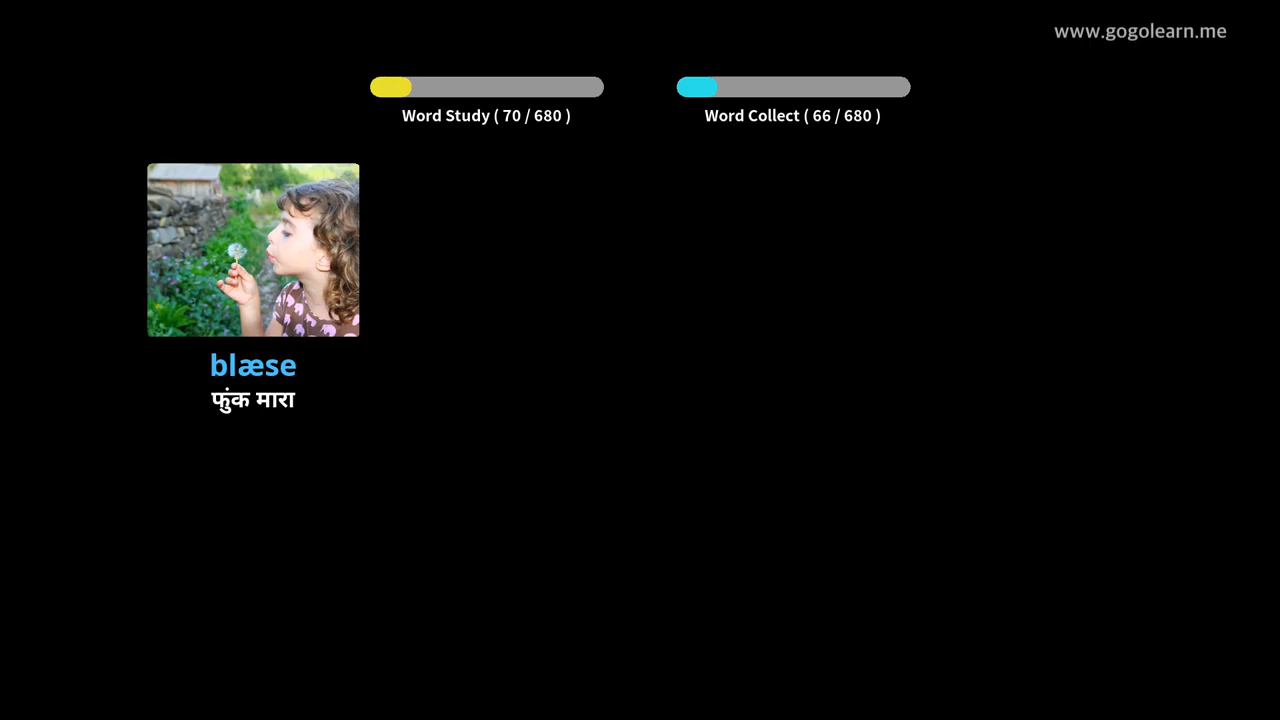 www.gogolearn.me
Word Study ( 70 / 680 )
Word Collect ( 66 / 680 )
blæse
फुंक मारा